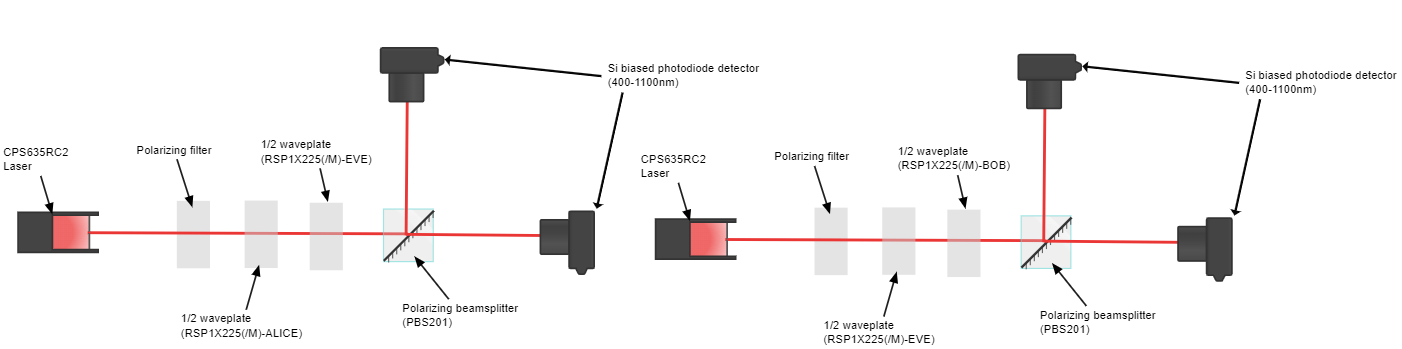 Si biased photodiode detector
(400-1100nm)
CPS635RC2
Laser
Polarizing filter
1/2 waveplate
(RSP1X225(/M)-EVE)
1/2 waveplate
(RSP1X225(/M)-ALICE)
Polarizing beamsplitter
(PBS201)
Si biased photodiode detector
(400-1100nm)
CPS635RC2
Laser
Polarizing filter
1/2 waveplate
(RSP1X225(/M)-BOB)
1/2 waveplate
(RSP1X225(/M)-EVE)
Polarizing beamsplitter
(PBS201)